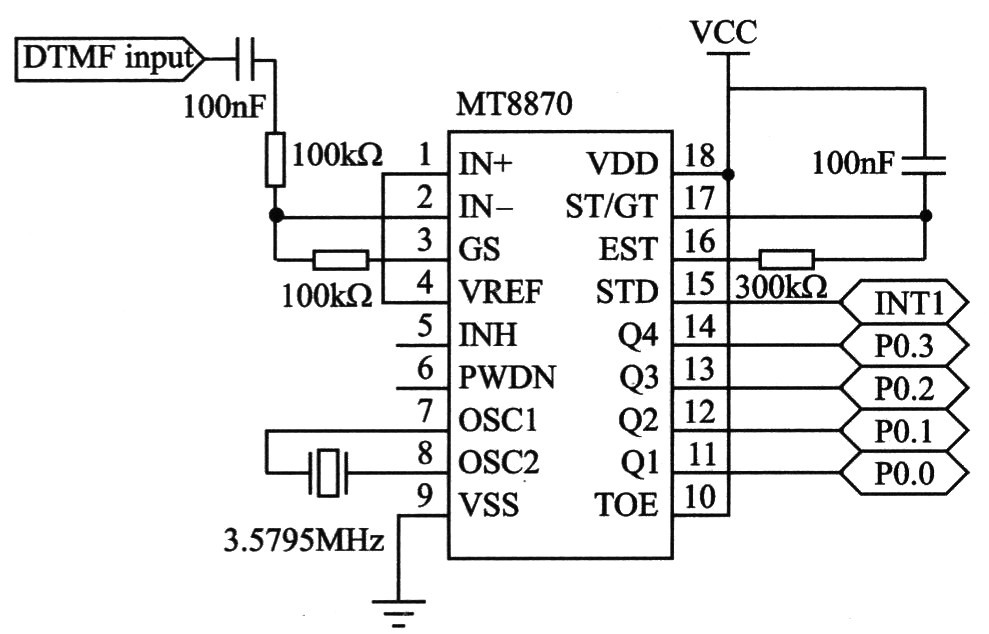 VCC
DTMF input
100nF
MT8870
100kΩ
1 IN+ VDD 18
100nF
2 IN− ST/GT 17
3 GS EST 16
100kΩ
300kΩ
4 VREF STD 15 INT1
5 INH Q4 14 P0.3
6 PWDN Q3 13 P0.2
7 OSC1 Q2 12 P0.1
8 OSC2 Q1 11 P0.0
9 VSS TOE 10
3.5795MHz